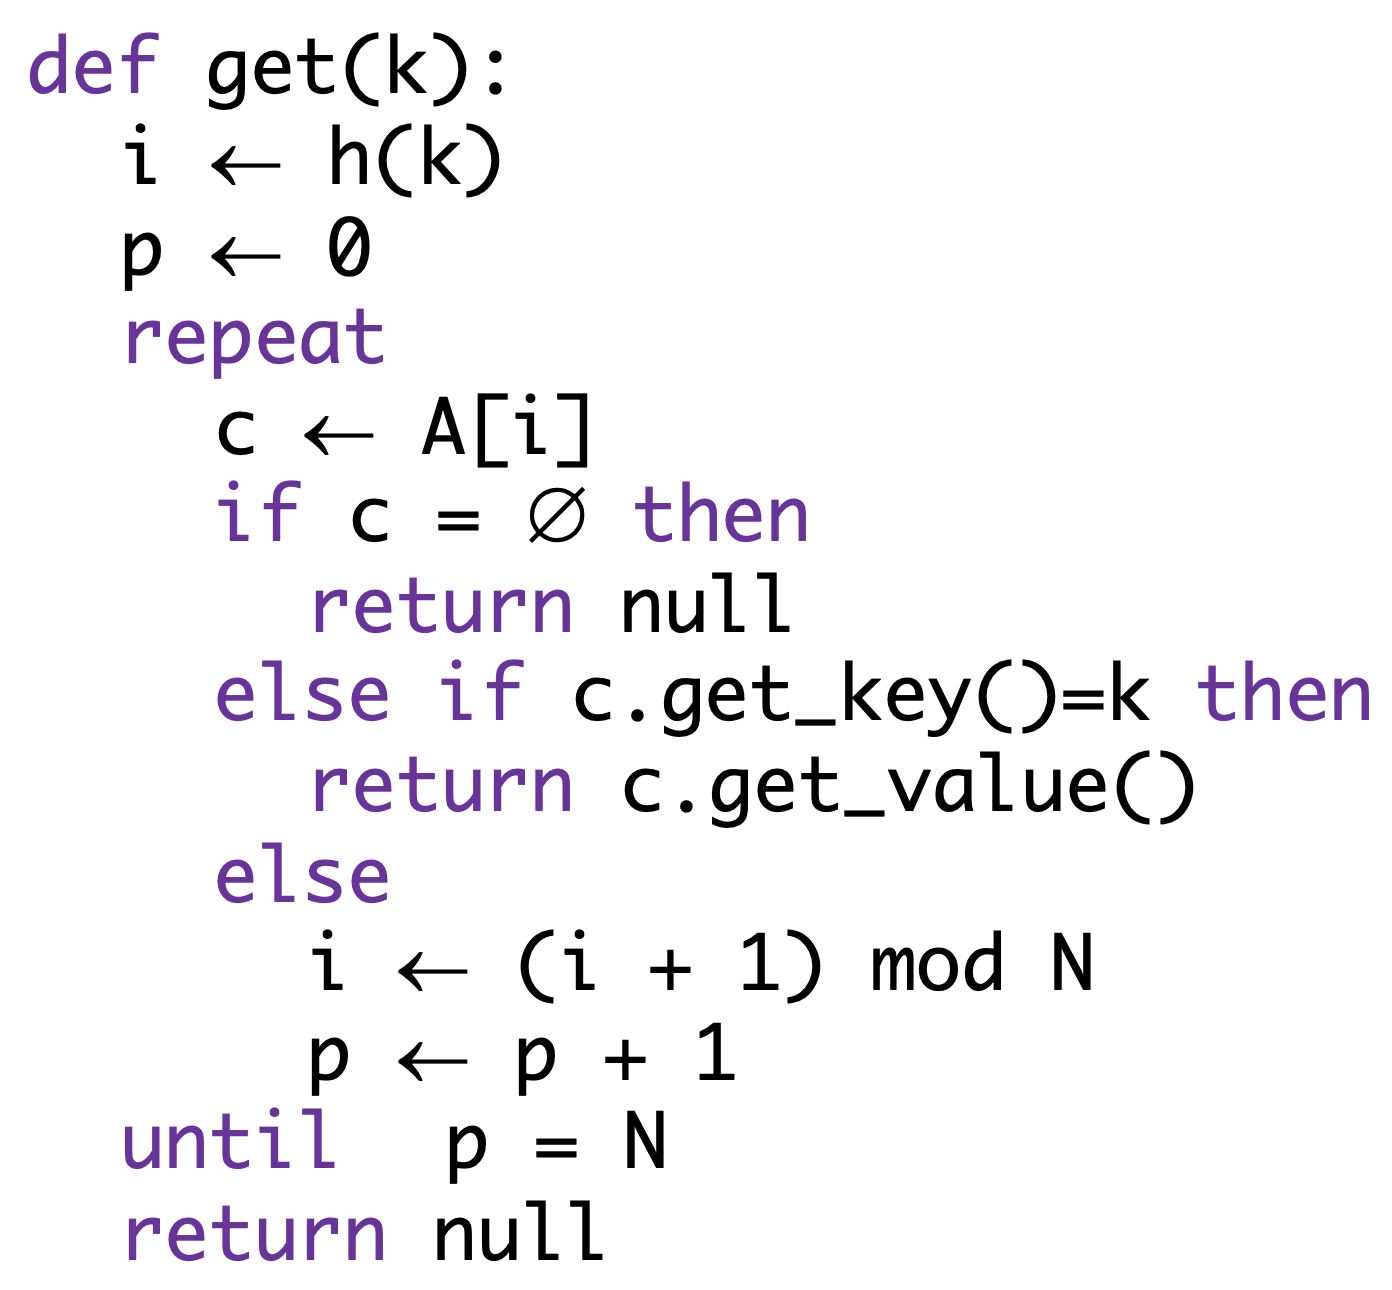 def get(k):
i ← h(k)
p ← 0
repeat
c ← A[i]
if c = ∅ then
return null
else if c.get_key()=k then
return c.get_value()
else
i ← (i + 1) mod N
p ← p + 1
until p = N
return null